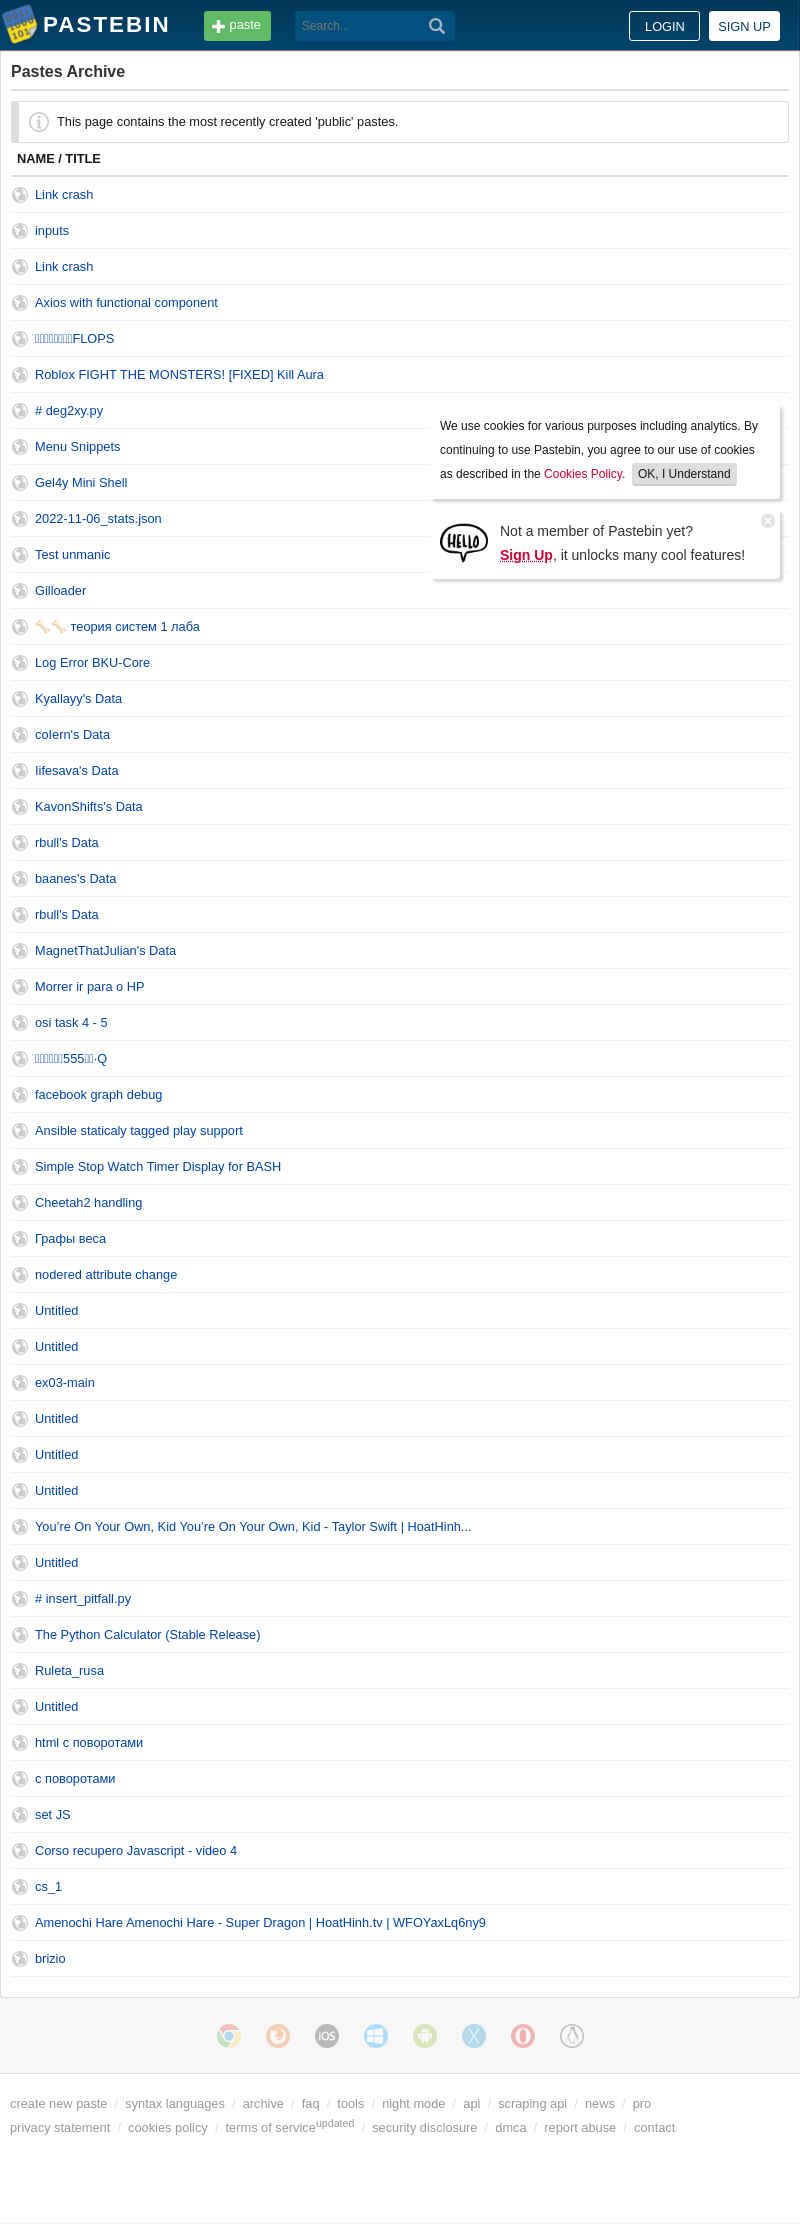 PASTEBIN
paste
Search...
LOGIN
SIGN UP
Pastes Archive
This page contains the most recently created 'public' pastes.
NAME / TITLE
Link crash
inputs
Link crash
Axios with functional component
FLOPS
Roblox FIGHT THE MONSTERS! [FIXED] Kill Aura
# deg2xy.py
Menu Snippets
Gel4y Mini Shell
2022-11-06_stats.json
Test unmanic
Gilloader
🦴🦴 теория систем 1 лаба
Log Error BKU-Core
Kyallayy's Data
colern's Data
lifesava's Data
KavonShifts's Data
rbull's Data
baanes's Data
rbull's Data
MagnetThatJulian's Data
Morrer ir para o HP
osi task 4 - 5
555 ·Q
facebook graph debug
Ansible staticaly tagged play support
Simple Stop Watch Timer Display for BASH
Cheetah2 handling
Графы веса
nodered attribute change
Untitled
Untitled
ex03-main
Untitled
Untitled
Untitled
You're On Your Own, Kid You're On Your Own, Kid - Taylor Swift | HoatHinh...
Untitled
# insert_pitfall.py
The Python Calculator (Stable Release)
Ruleta_rusa
Untitled
html с поворотами
с поворотами
set JS
Corso recupero Javascript - video 4
cs_1
Amenochi Hare Amenochi Hare - Super Dragon | HoatHinh.tv | WFOYaxLq6ny9
brizio
We use cookies for various purposes including analytics. By
continuing to use Pastebin, you agree to our use of cookies
as described in the Cookies Policy. OK, I Understand
HELLO
Not a member of Pastebin yet?
Sign Up, it unlocks many cool features!
iOS
create new paste / syntax languages / archive / faq / tools / night mode / api / scraping api / news / pro
privacy statement / cookies policy / terms of service updated / security disclosure / dmca / report abuse / contact